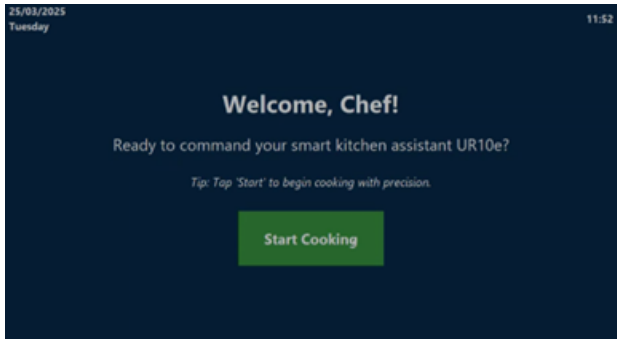 25/03/2025
Tuesday
11:52
Welcome, Chef!
Ready to command your smart kitchen assistant UR10e?
Tip: Tap 'Start' to begin cooking with precision.
Start Cooking